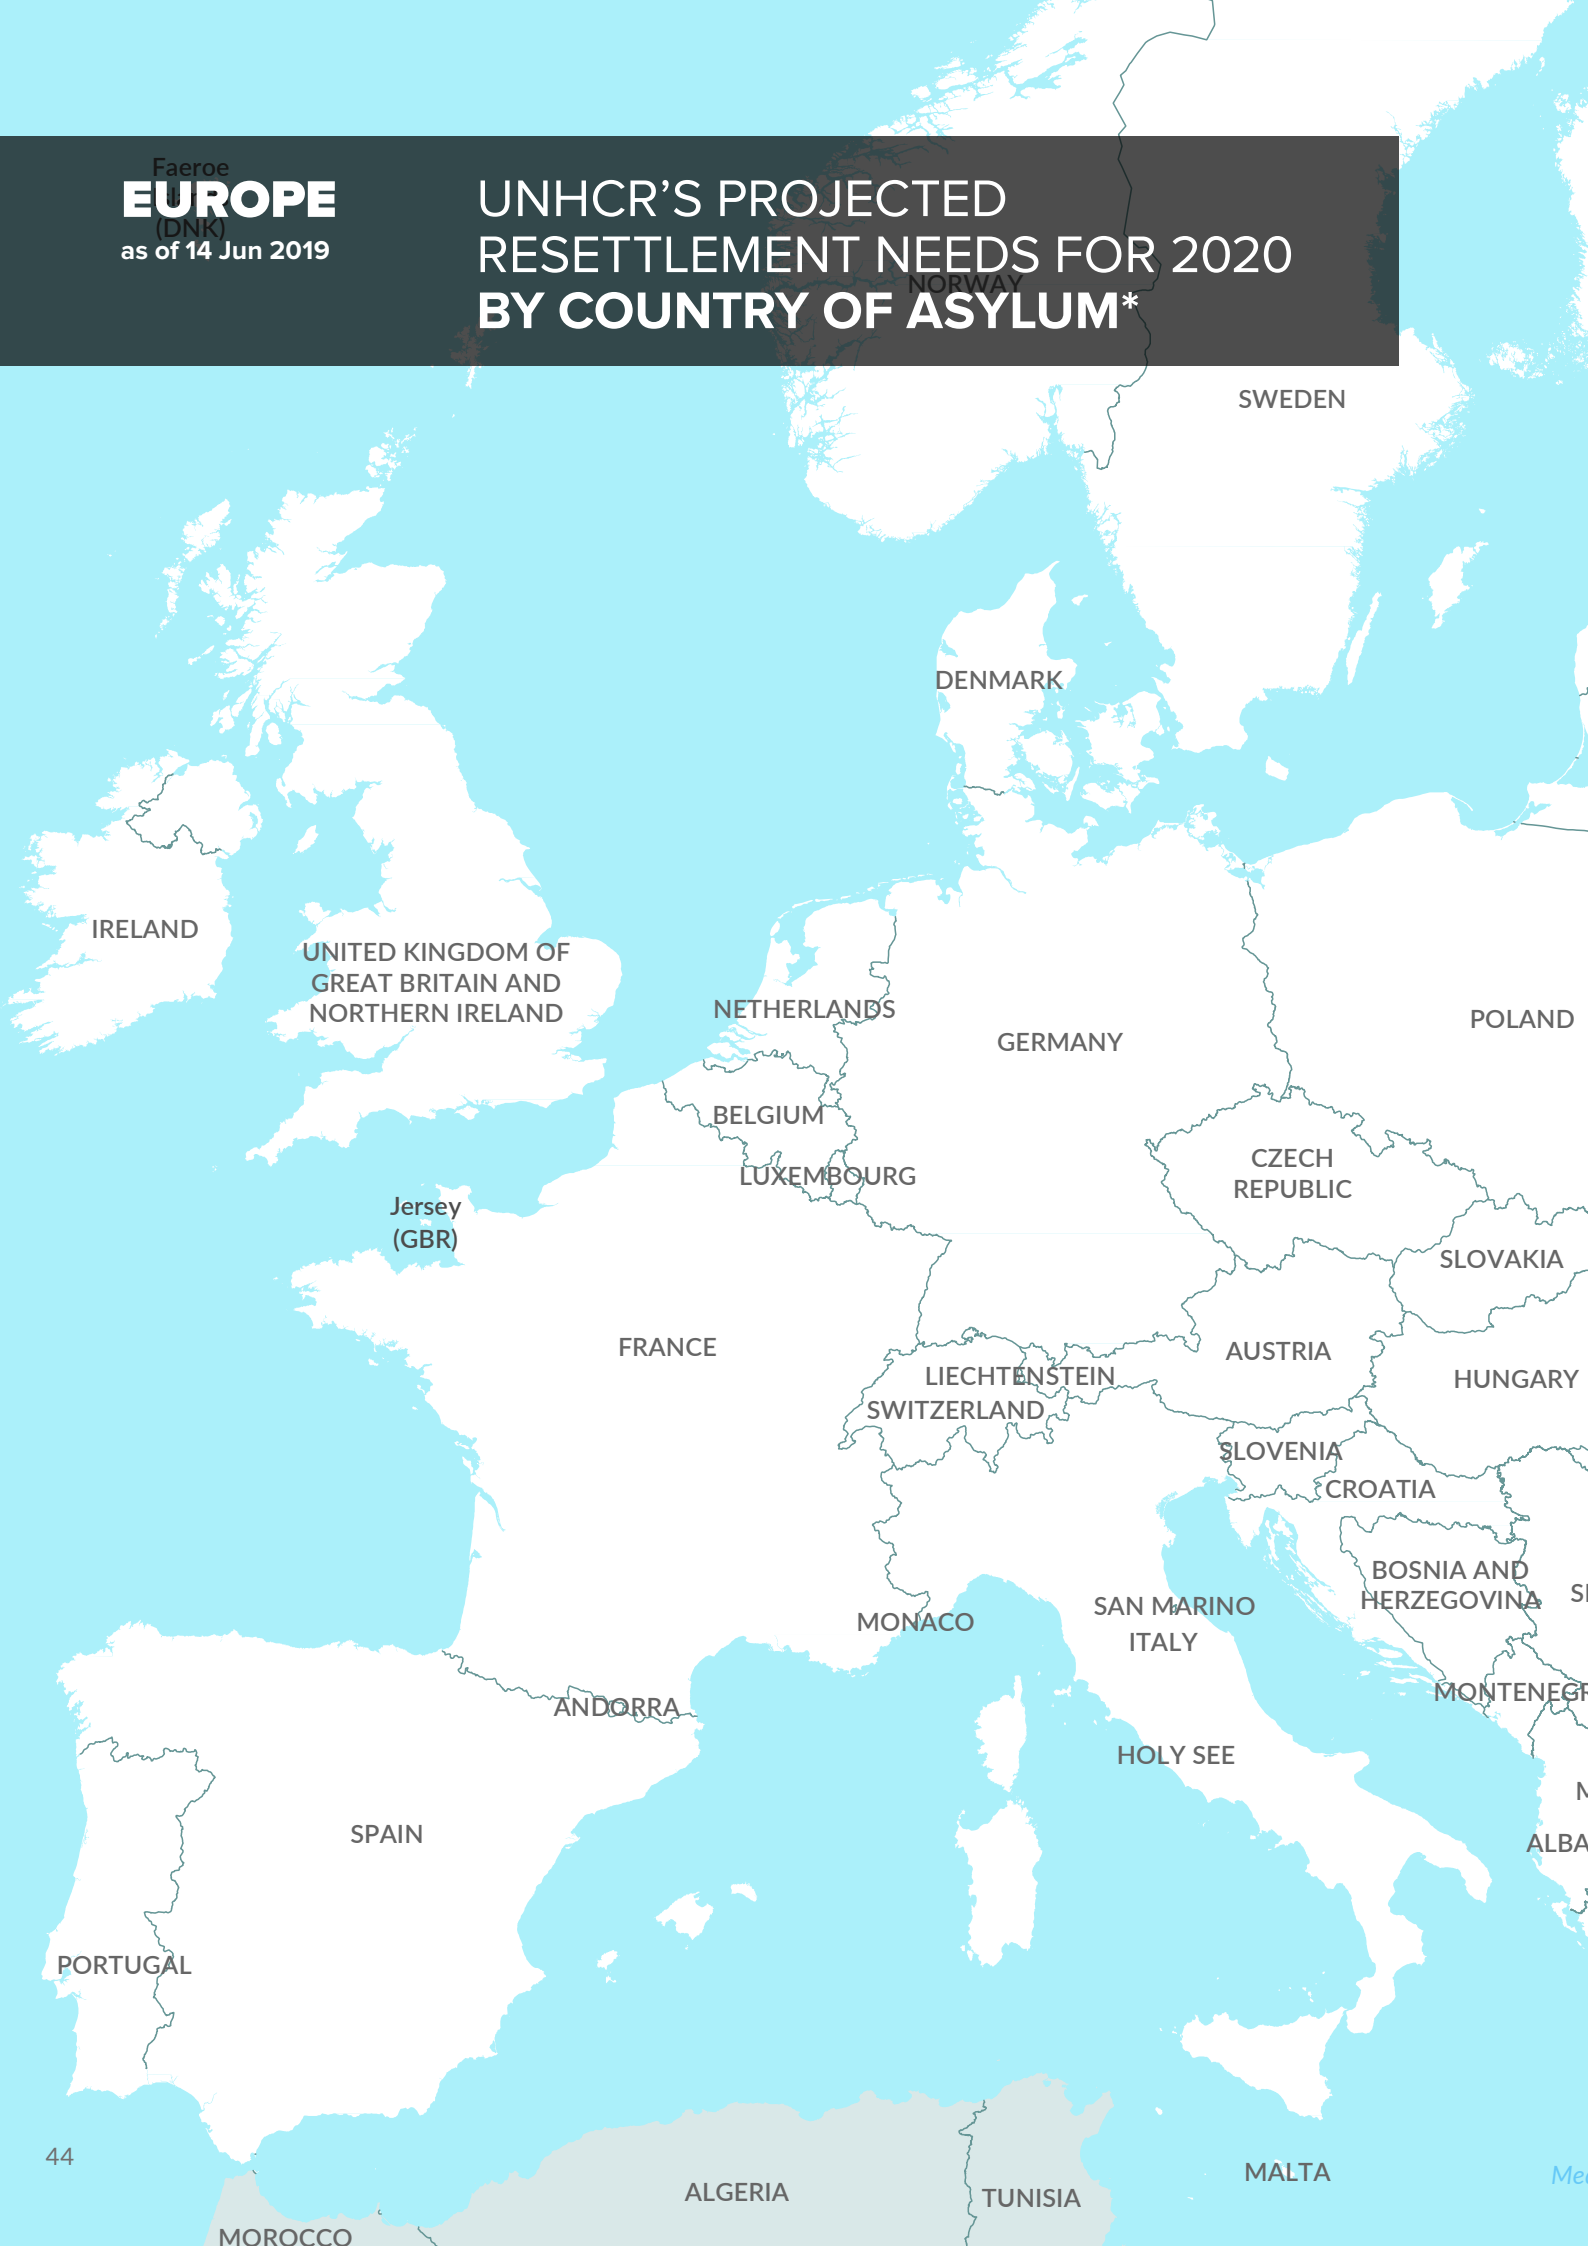 Faeroe
(DNK)
EUROPE
as of 14 Jun 2019
UNHCR’S PROJECTED
RESETTLEMENT NEEDS FOR 2020
BY COUNTRY OF ASYLUM*
NORWAY
SWEDEN
DENMARK
IRELAND
UNITED KINGDOM OF
GREAT BRITAIN AND
NORTHERN IRELAND
NETHERLANDS
GERMANY
POLAND
BELGIUM
LUXEMBOURG
CZECH
REPUBLIC
Jersey
(GBR)
SLOVAKIA
FRANCE
AUSTRIA
LIECHTENSTEIN
HUNGARY
SWITZERLAND
SLOVENIA
CROATIA
BOSNIA AND
HERZEGOVINA
MONACO
SAN MARINO
ITALY
MONTENEGR
ANDORRA
HOLY SEE
SPAIN
ALBA
PORTUGAL
44
MALTA
ALGERIA
TUNISIA
MOROCCO